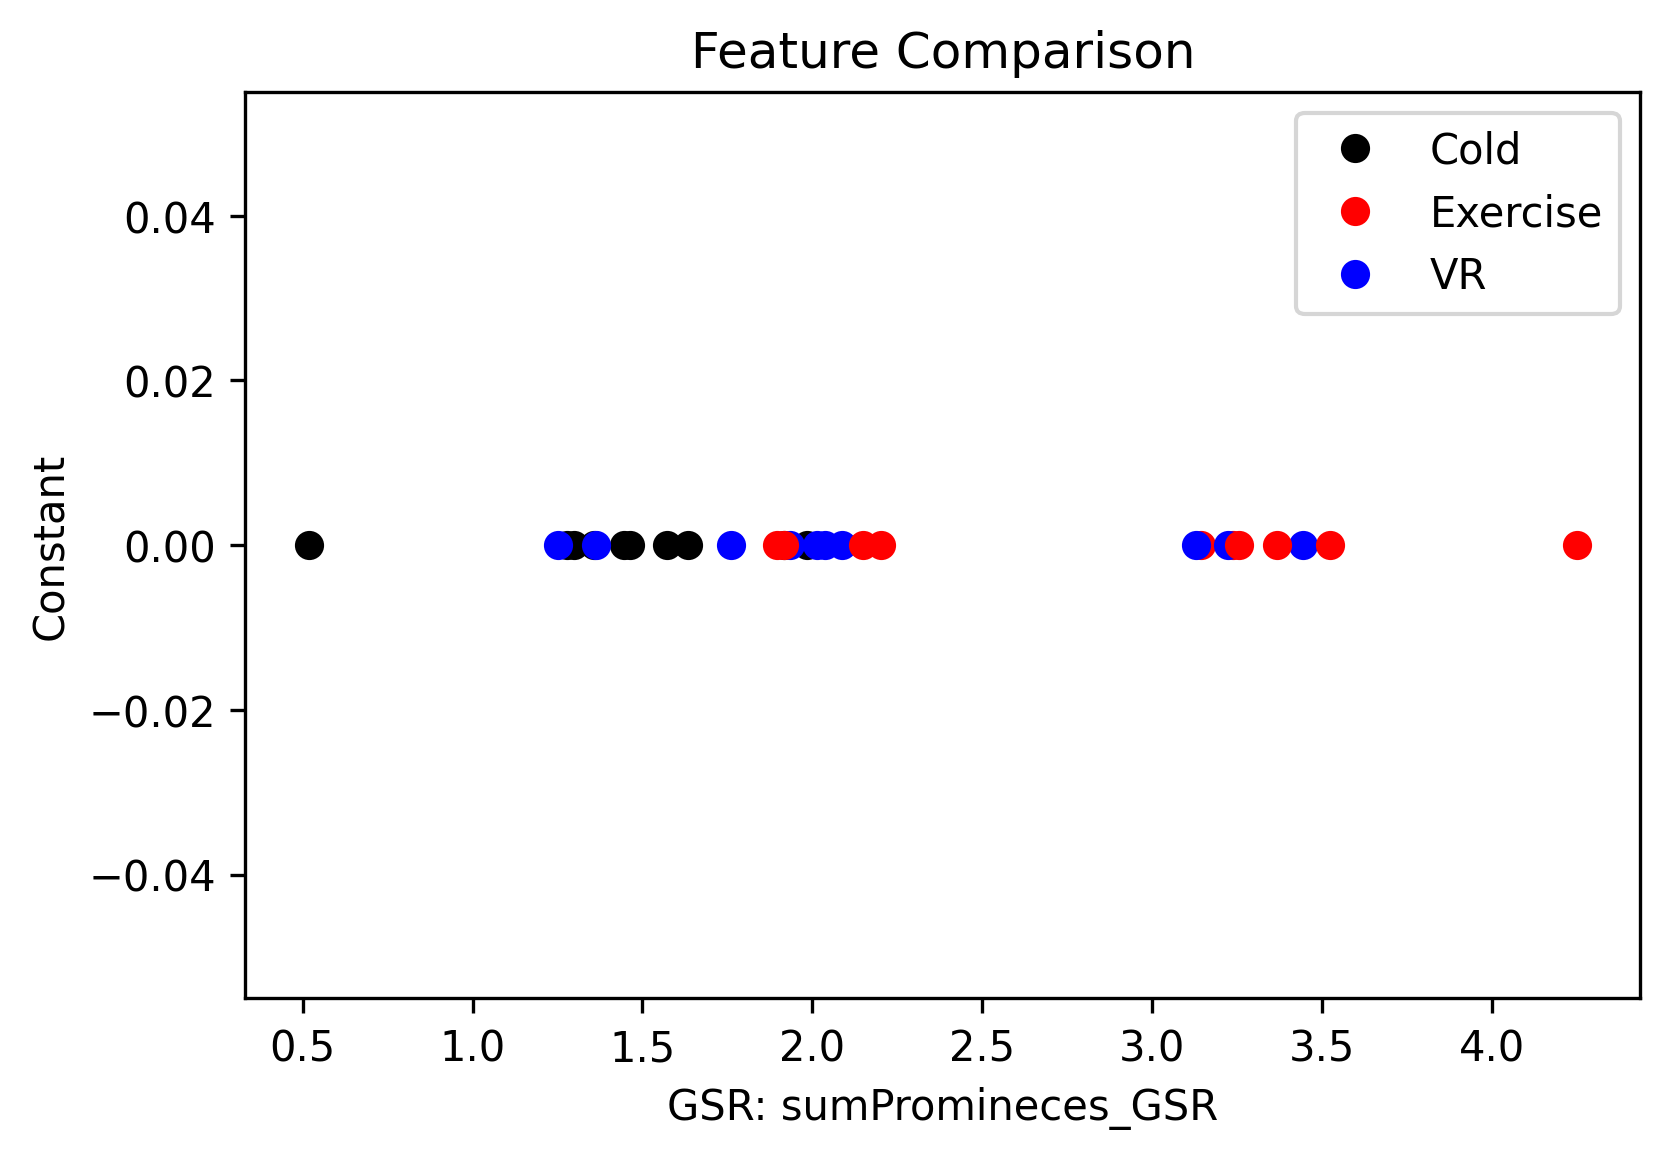 Feature Comparison
Cold
Exercise
VR
0.04
0.02
0.00
−0.02
−0.04
Constant
0.5 1.0 1.5 2.0 2.5 3.0 3.5 4.0
GSR: sumPromineces_GSR